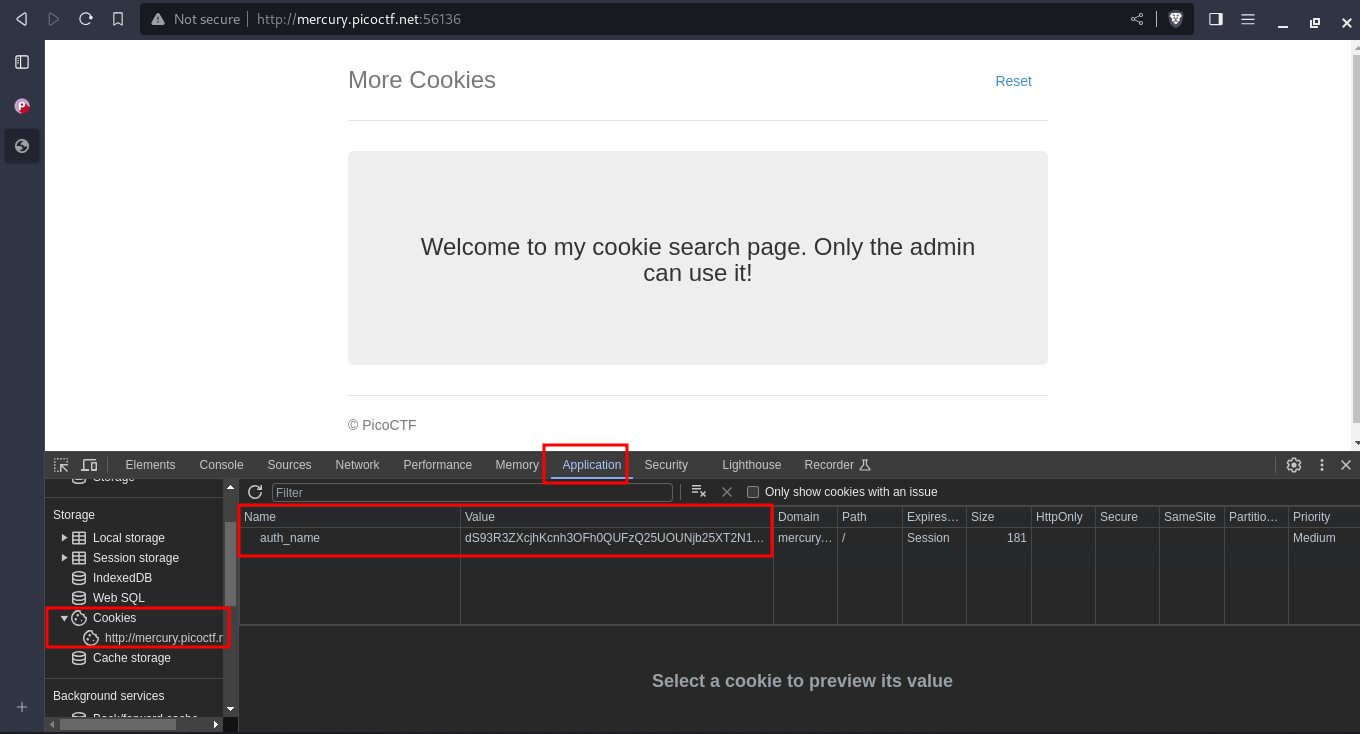 Not secure http://mercury.picoctf.net:56136
More Cookies
Reset
Welcome to my cookie search page. Only the admin
can use it!
© PicoCTF
Elements Console Sources Network Performance Memory Application Security Lighthouse Recorder
Storage
Filter
Only show cookies with an issue
Storage
Local storage
Session storage
IndexedDB
Web SQL
Cookies
http://mercury.picoctf.n
Cache storage
Background services
Back/forward cache
Name Value Domain Path Expires… Size HttpOnly Secure SameSite Partitio… Priority
auth_name dS93R3ZXcjhKcnh3OFh0QUFzQ25UOUNjb25XT2N1… mercury… / Session 181 Medium
Select a cookie to preview its value